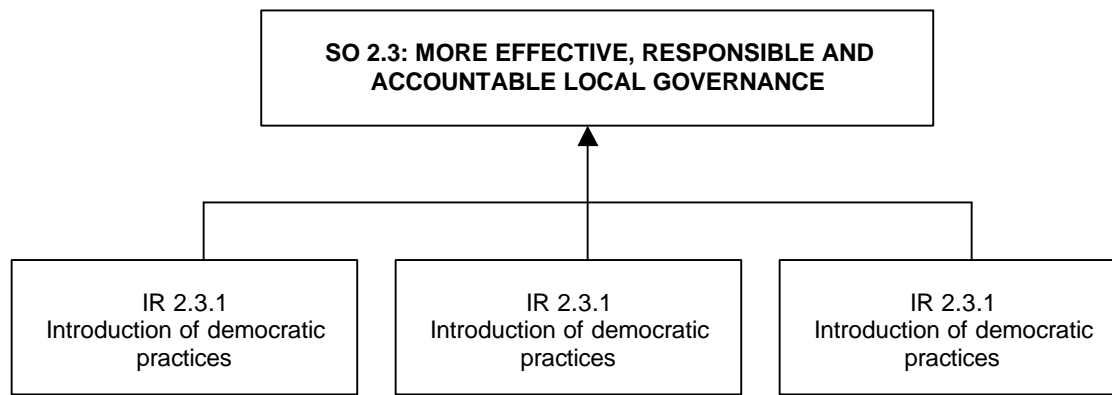 SO 2.3: MORE EFFECTIVE, RESPONSIBLE AND
ACCOUNTABLE LOCAL GOVERNANCE
IR 2.3.1
Introduction of democratic
practices
IR 2.3.1
Introduction of democratic
practices
IR 2.3.1
Introduction of democratic
practices